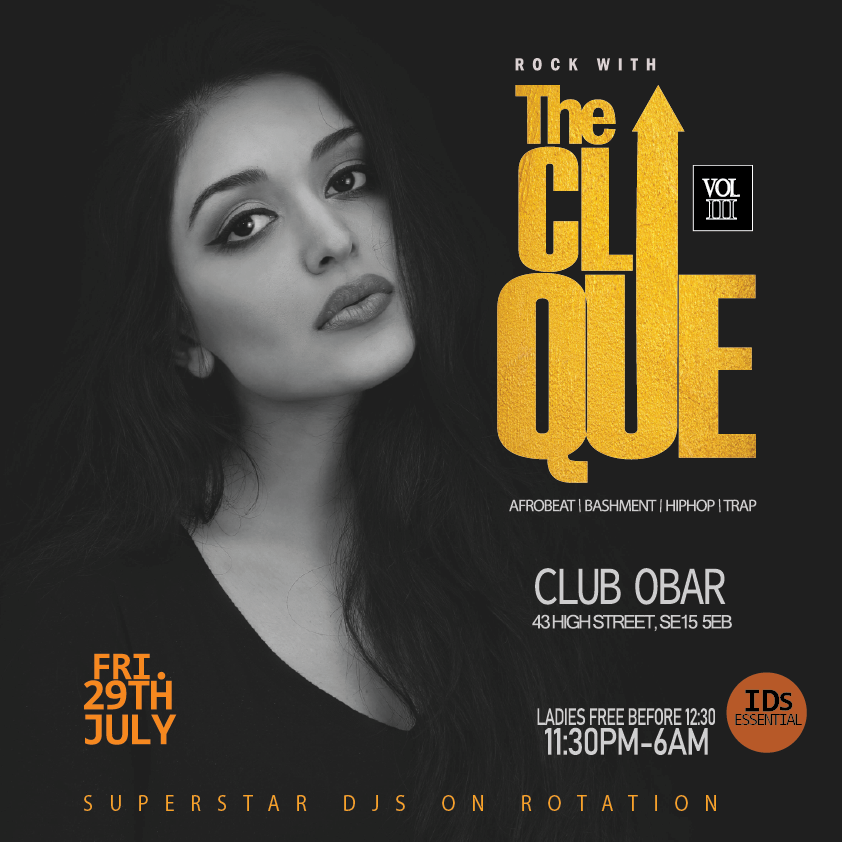 ROCK WITH
The
CLIQUE
VOL
III
AFROBEAT | BASHMENT | HIPHOP | TRAP
CLUB OBAR
43 HIGH STREET, SE15 5EB
FRI.
29TH
JULY
LADIES FREE BEFORE 12:30
11:30PM-6AM
IDs
ESSENTIAL
SUPERSTAR DJS ON ROTATION